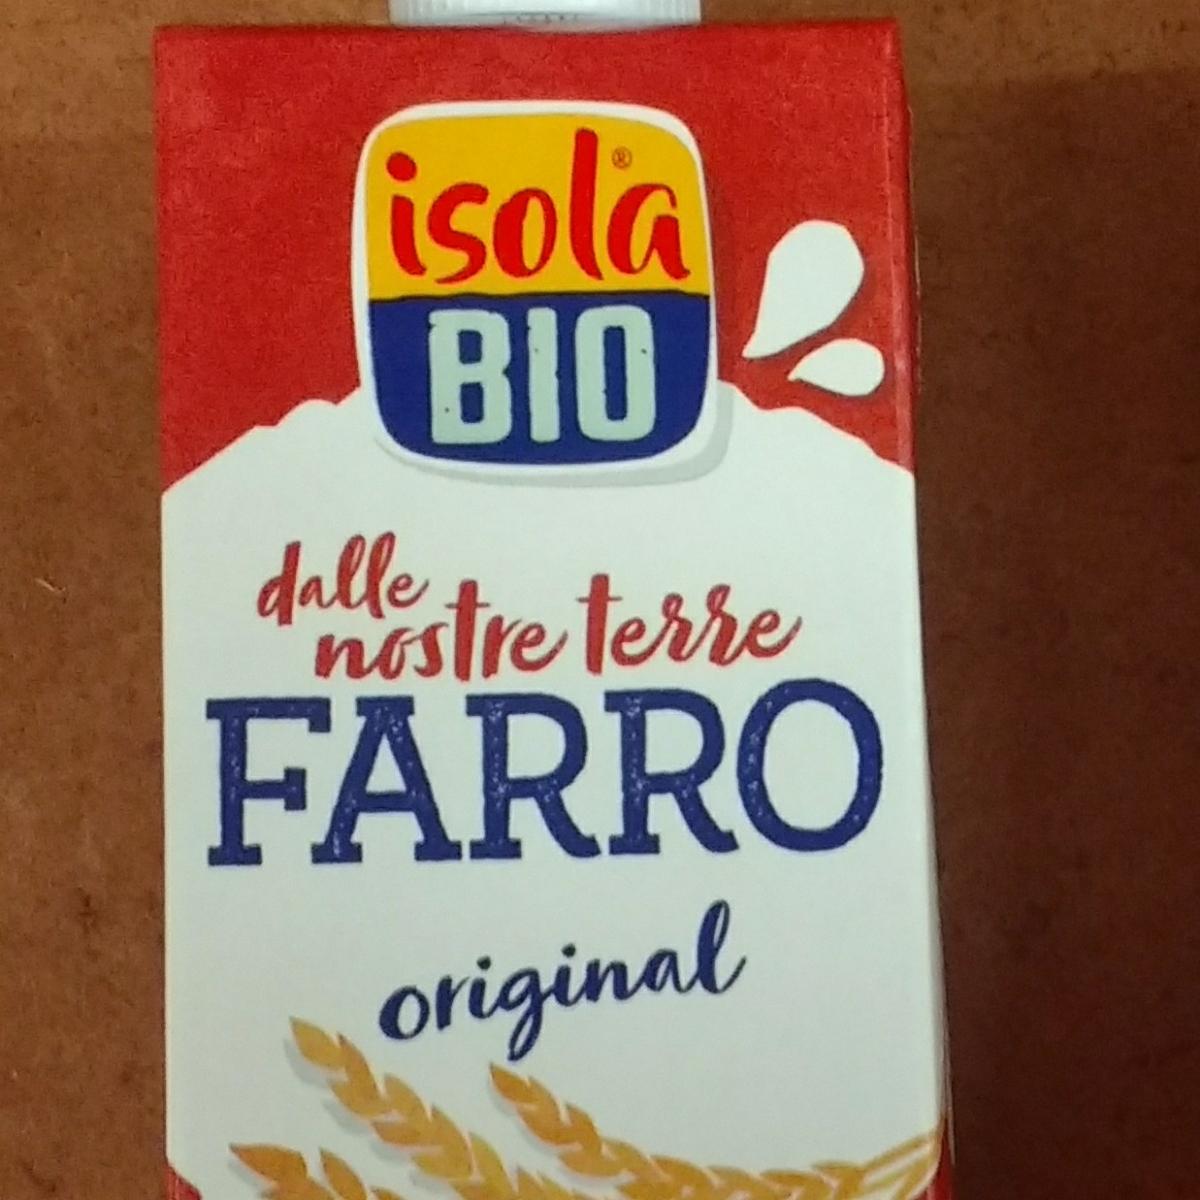 isola®
BIO
dalle
nostre terre
FARRO
original